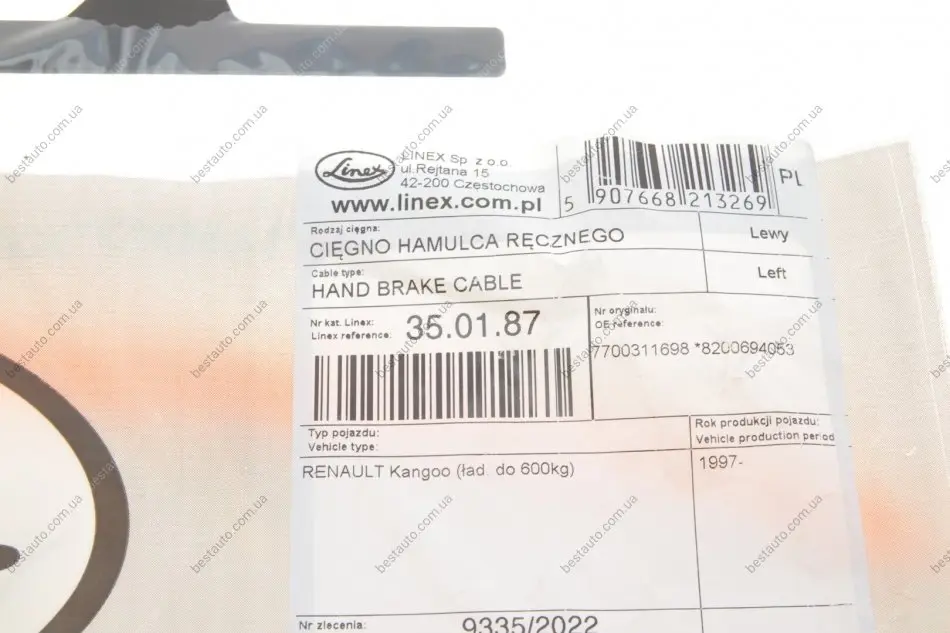 Linex
LINEX Sp. z o.o.
ul.Rejtana 15
42-200 Częstochowa
www.linex.com.pl
5 907668 213269
PL
Rodzaj cięgna:
CIĘGNO HAMULCA RĘCZNEGO
Lewy
Cable type:
HAND BRAKE CABLE
Left
Nr kat. Linex:
Linex reference:
35.01.87
Nr oryginału:
OE reference:
7700311698 *8200694053
Typ pojazdu:
Vehicle type:
Rok produkcji pojazdu:
Vehicle production period
RENAULT Kangoo (ład do 600kg)
1997-
Nr zlecenia:
9335/2022
bestauto.com.ua